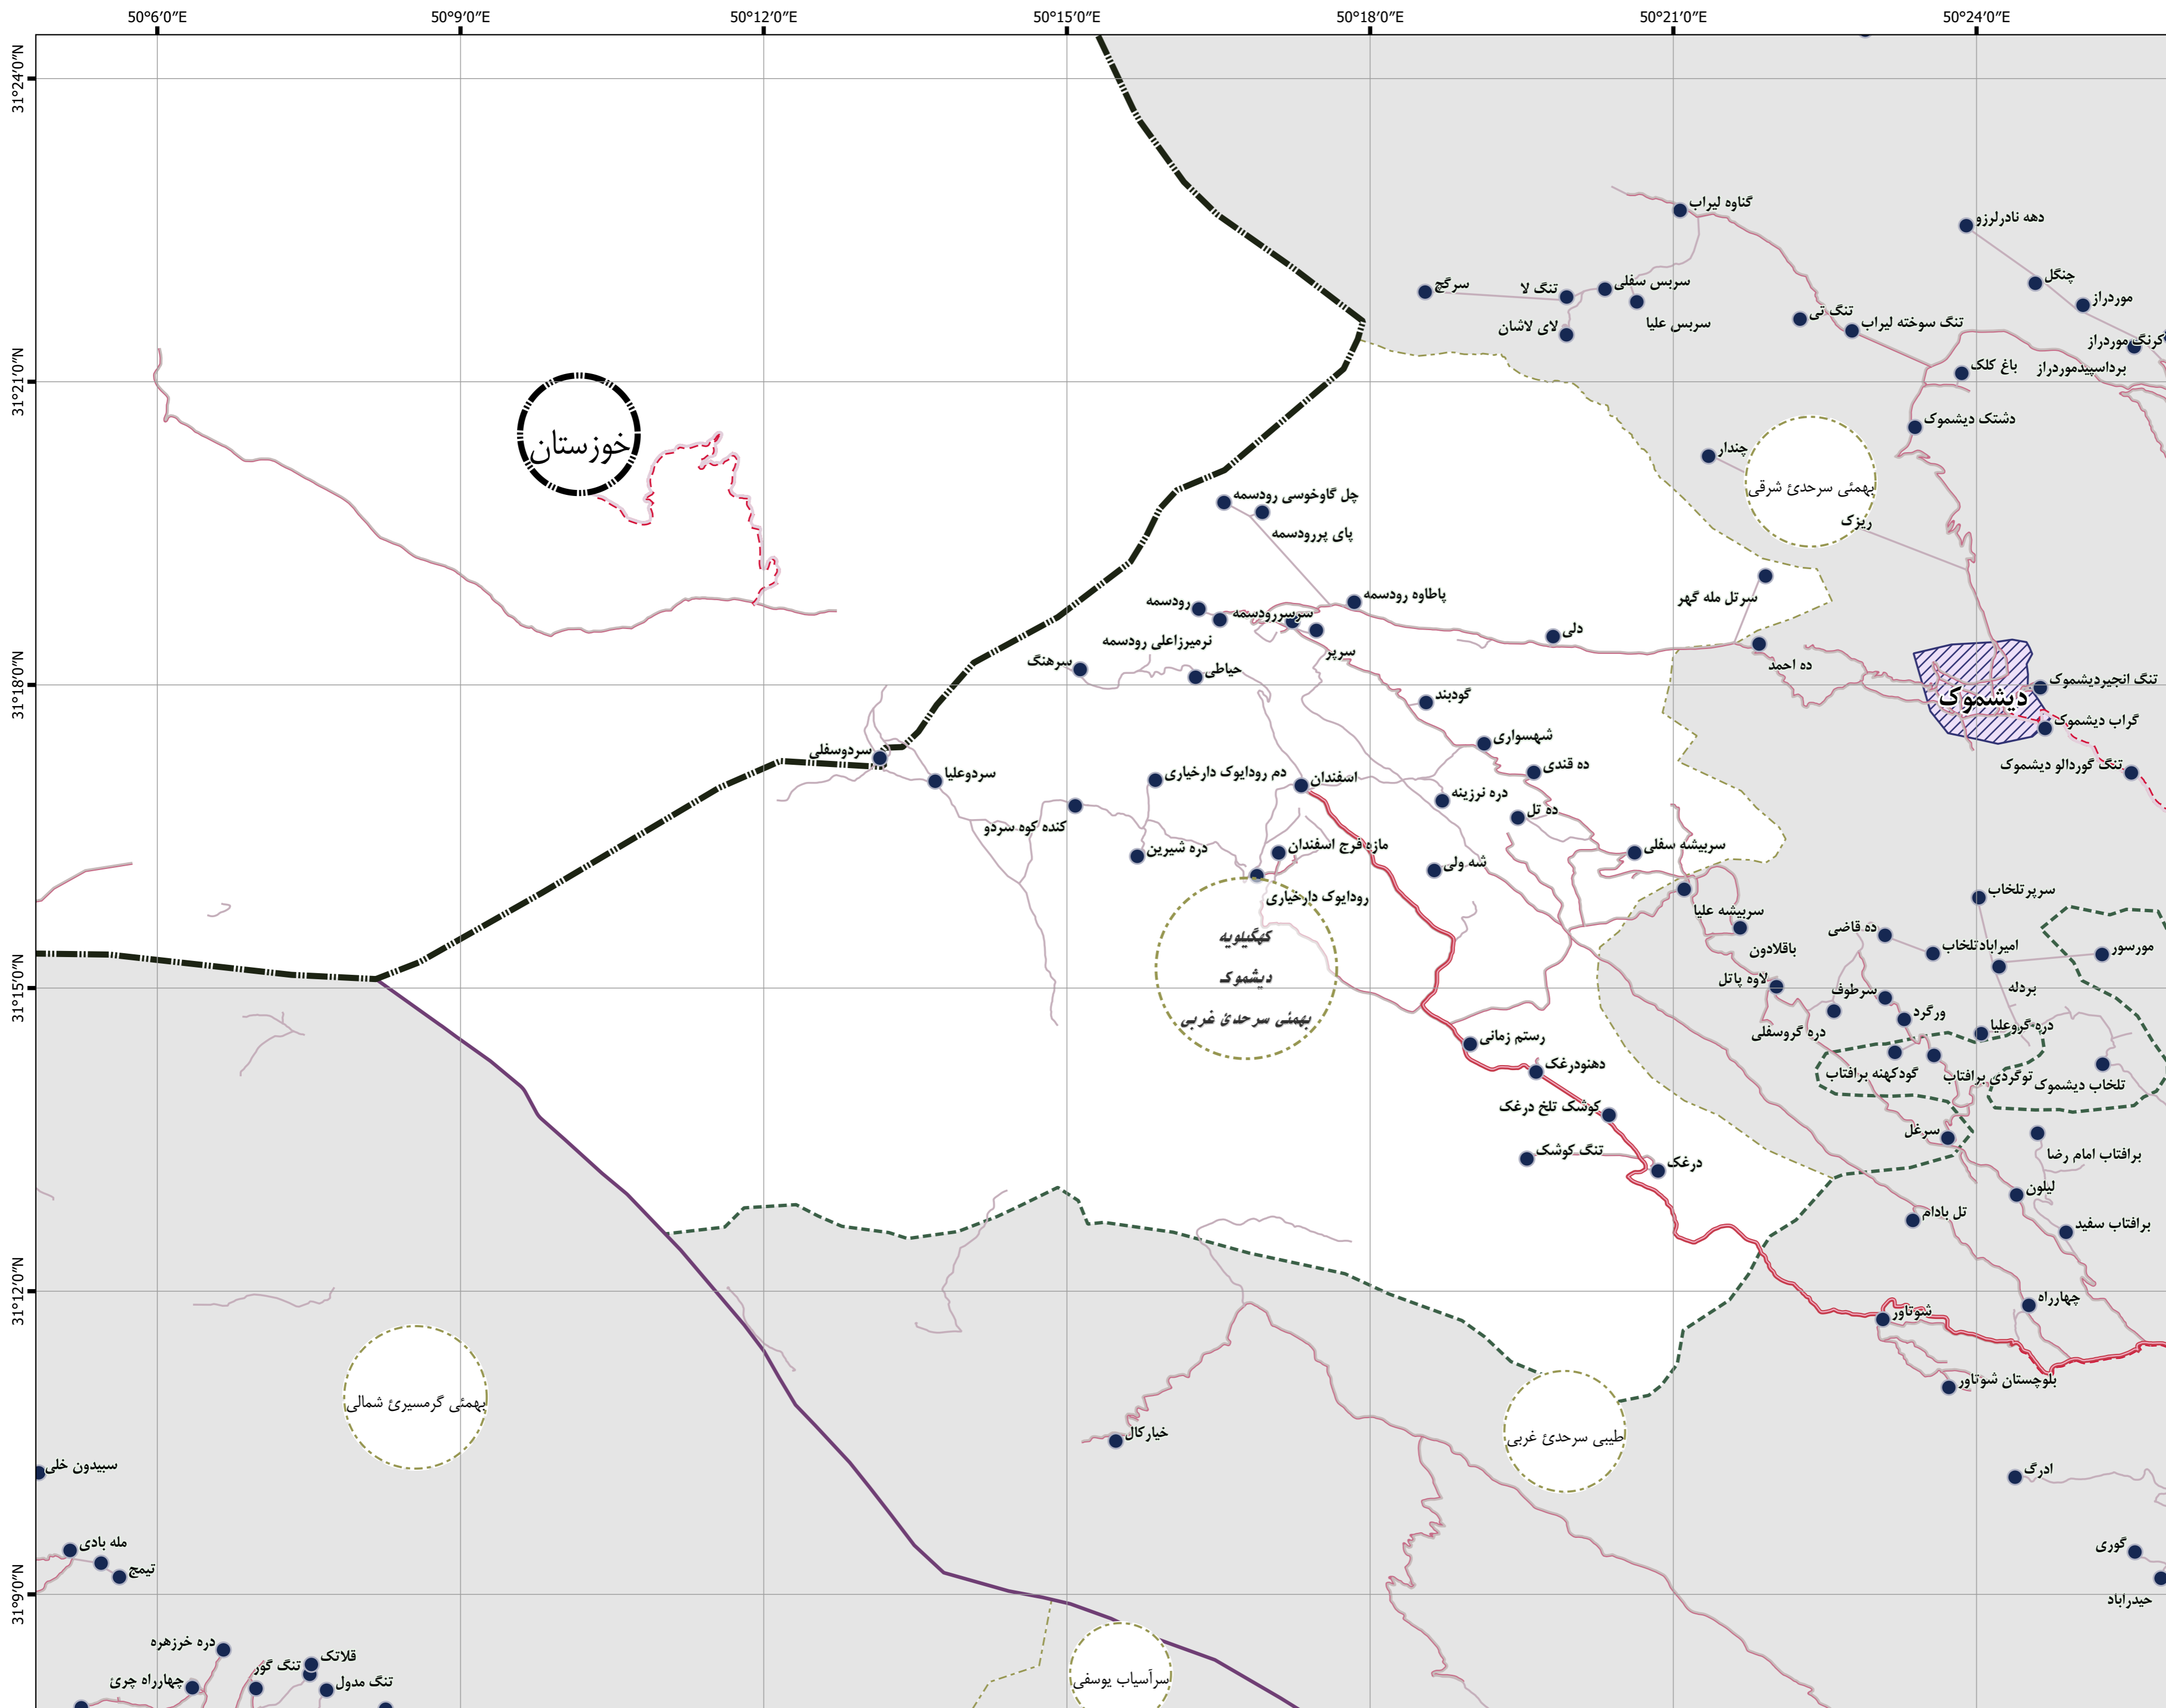 50°6′0″E
50°9′0″E
50°12′0″E
50°15′0″E
50°18′0″E
50°21′0″E
50°24′0″E
31°24′0″N
31°21′0″N
31°18′0″N
31°15′0″N
31°12′0″N
31°9′0″N
گناوه لیراب
دهه نادرلرزو
چنگل
موردراز
سرگچ
تنگ لا
سربس سفلی
سربس علیا
لای لاشان
تنگ تی
تنگ سوخته لیراب
کرنگ موردراز
باغ کلک
برداسپیدموردراز
دشتک دیشموک
خوزستان
چندار
بهمئی سرحدئ شرقی
ریزک
چل گاوخوسی رودسمه
پای پررودسمه
سرتل مله گهر
پاطاوه رودسمه
رودسمه
سرسررودسمه
دلی
نرمیرزاعلی رودسمه
سرپر
ده احمد
سرهنگ
حیاطی
تنگ انجیردیشموک
دیشموک
گودبند
گراب دیشموک
شهسواری
سردوسفلی
سردوعلیا
دم رودابوک دارخیاری
اسفندان
ده قندی
تنگ گوردالو دیشموک
دره نرزینه
ده تل
کنده کوه سردو
دره شیرین
مازه فرج اسفندان
سربیشه سفلی
شه ولی
رودابوک دارخیاری
سرپرتلخاب
سربیشه علیا
کهگیلویه
دیشموک
بهمئی سرحدئ غربی
باقلادون
ده قاضی
امیرابادتلخاب
مورسور
لاوه پاتل
سرطوف
بردله
ورگرد
دره گروسفلی
دره گروعلیا
رستم زمانی
دهنودرغک
گودکهنه برافتاب
توگردی برافتاب
تلخاب دیشموک
کوشک تلخ درغک
سرغل
تنگ کوشک
درغک
برافتاب امام رضا
لیلون
تل بادام
برافتاب سفید
چهارراه
شوتاور
بلوچستان شوتاور
بهمئی گرمسیرئ شمالی
خیارکال
طیبی سرحدئ غربی
سبیدون خلی
ادرگ
مله بادی
تیمچ
گوری
حیدراباد
دره خرزهره
قلاتک
تنگ گور
چهارراه چرئ
تنگ مدول
سرآسیاب یوسفی